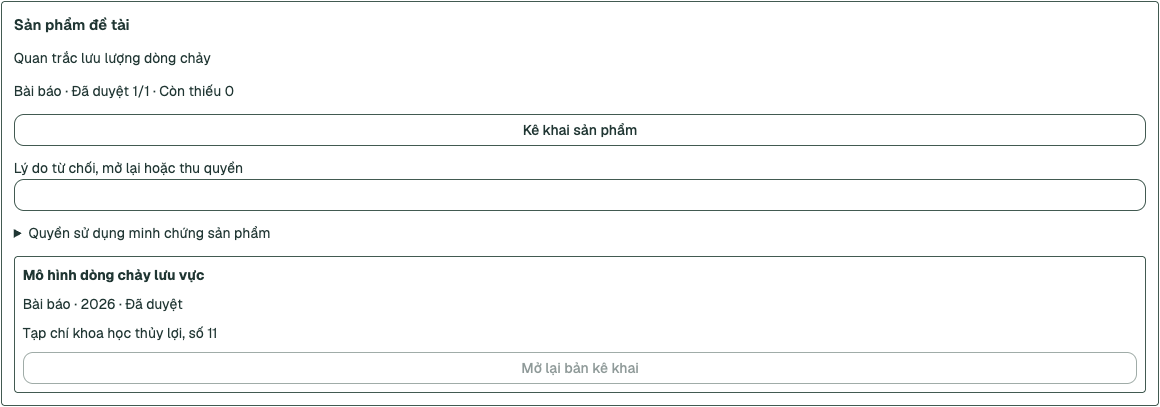 Sản phẩm đề tài
Quan trắc lưu lượng dòng chảy
Bài báo · Đã duyệt 1/1 · Còn thiếu 0
Kê khai sản phẩm
Lý do từ chối, mở lại hoặc thu quyền
Quyền sử dụng minh chứng sản phẩm
Mô hình dòng chảy lưu vực
Bài báo · 2026 · Đã duyệt
Tạp chí khoa học thủy lợi, số 11
Mở lại bản kê khai